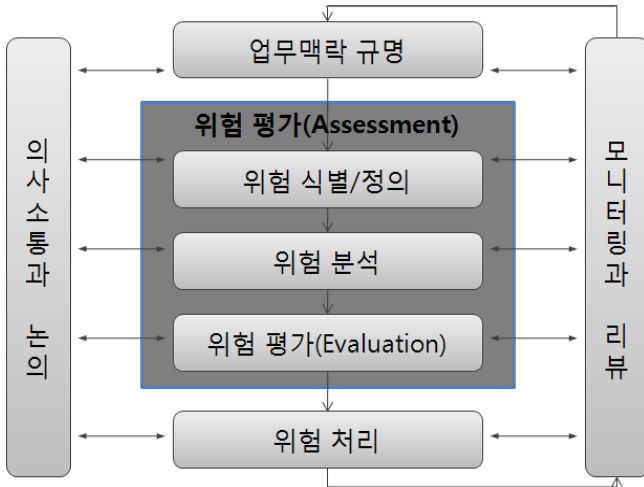 업무맥락 규명
위험 평가(Assessment)
위험 식별/정의
위험 분석
위험 평가(Evaluation)
위험 처리
의사소통과 논의
모니터링과 리뷰